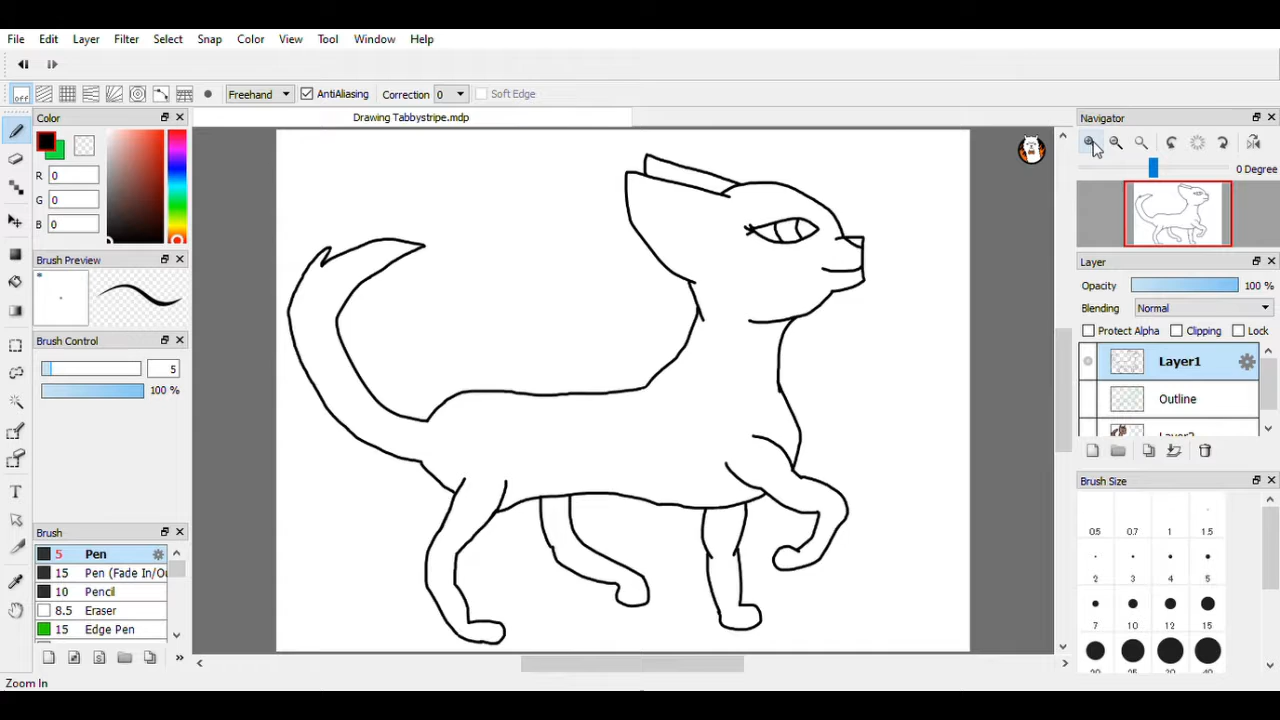 File Edit Layer Filter Select Snap Color View Tool Window Help
off Freehand AntiAliasing Correction 0 Soft Edge
Drawing Tabbystripe.mdp
Color
R 0
G 0
B 0
Brush Preview
*
Brush Control
5
100 %
Brush
5 Pen
15 Pen (Fade In/Ou
10 Pencil
8.5 Eraser
15 Edge Pen
»
Zoom In
Navigator
0 Degree
Layer
Opacity 100 %
Blending Normal
Protect Alpha Clipping Lock
Layer1
Outline
Brush Size
0.5 0.7 1 1.5
2 3 4 5
7 10 12 15